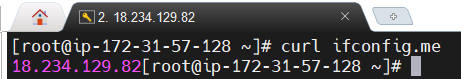 2. 18.234.129.82
[root@ip-172-31-57-128 ~]# curl ifconfig.me
18.234.129.82[root@ip-172-31-57-128 ~]#